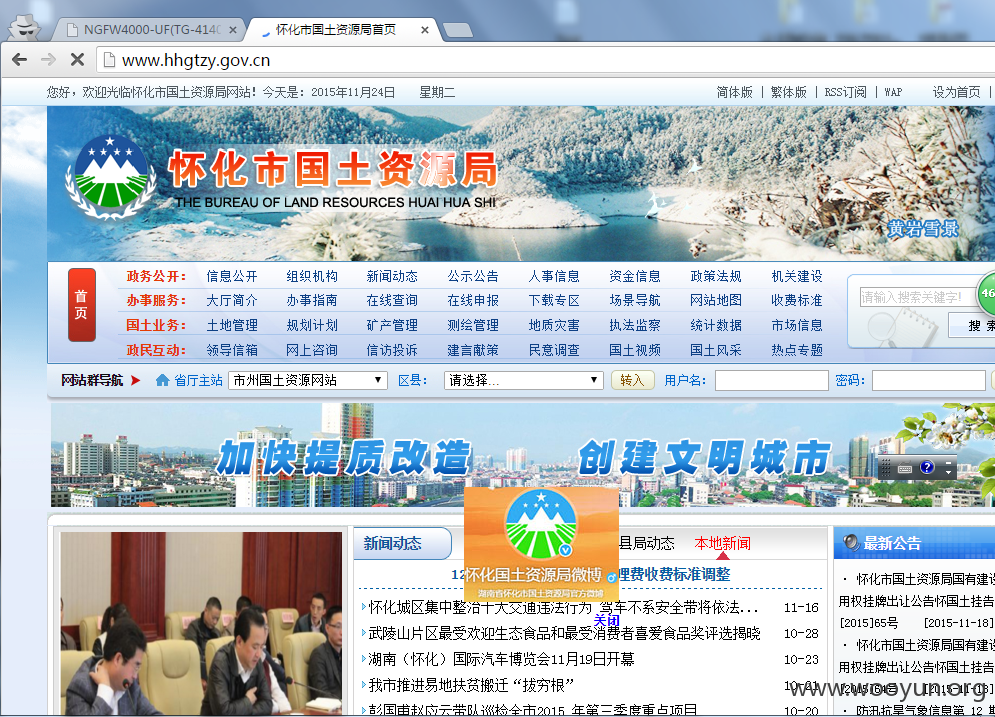 NGFW4000-UF(TG-414C
怀化市国土资源局首页
www.hhgtzy.gov.cn
您好，欢迎光临怀化市国土资源局网站！今天是：2015年11月24日 星期二
简体版 | 繁体版 | RSS订阅 | WAP 设为首页 |
怀化市国土资源局
THE BUREAU OF LAND RESOURCES HUAI HUA SHI
黄岩雪景
首页
政务公开： 信息公开 组织机构 新闻动态 公示公告 人事信息 资金信息 政策法规 机关建设
办事服务： 大厅简介 办事指南 在线查询 在线申报 下载专区 场景导航 网站地图 收费标准
国土业务： 土地管理 规划计划 矿产管理 测绘管理 地质灾害 执法监察 统计数据 市场信息
政民互动： 领导信箱 网上咨询 信访投诉 建言献策 民意调查 国土视频 国土风采 热点专题
请输入搜索关键字！
46
搜 索
网站群导航 省厅主站 市州国土资源网站 区县： 请选择... 转入 用户名： 密码：
加快提质改造 创建文明城市
新闻动态
县局动态 本地新闻
最新公告
怀化国土资源局微博
湖南省怀化市国土资源局官方微博
关闭
12
理费收费标准调整
怀化城区集中整治十大交通违法行为 驾车不系安全带将依法... 11-16
武陵山片区最受欢迎生态食品和最受消费者喜爱食品奖评选揭晓 10-28
湖南（怀化）国际汽车博览会11月19日开幕 10-23
我市推进易地扶贫搬迁“拔穷根” 10-21
彭国甫赵应云带队巡检全市2015 年第三季度重点项目 10-20
· 怀化市国土资源局国有建设
用权挂牌出让公告怀国土挂告
[2015]65号 [2015-11-18]
· 怀化市国土资源局国有建设
用权挂牌出让公告怀国土挂告
[2015]64号 [2015-11-13]
· 防汛抗旱气象信息第 12 期
www.wooyun.org